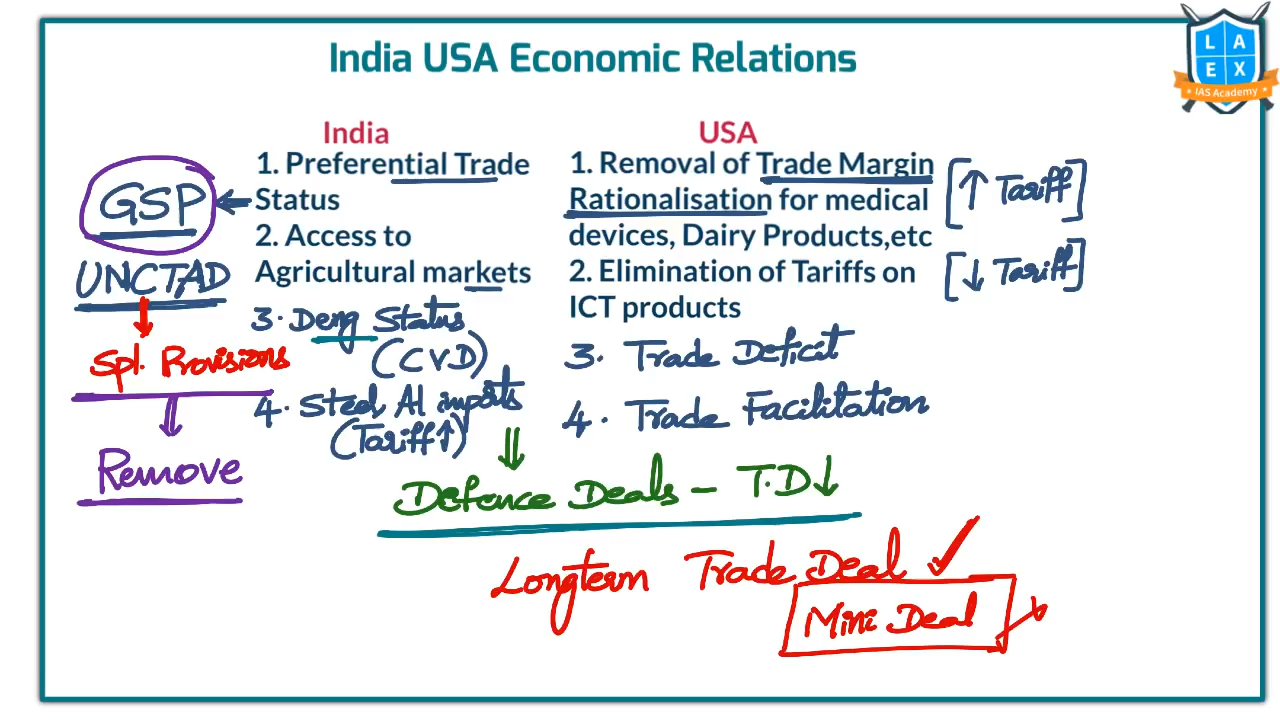 India USA Economic Relations
L A
E X
IAS Academy
India
1. Preferential Trade
Status
2. Access to
Agricultural markets
3. Deng Status
(CVD)
4. Steel, Al imports
(Tariff↑)
GSP
UNCTAD
Spl. Provisions
Remove
USA
1. Removal of Trade Margin
Rationalisation for medical
devices, Dairy Products,etc
2. Elimination of Tariffs on
ICT products
3. Trade Deficit
4. Trade Facilitation
[↑ Tariff]
[↓ Tariff]
Defence Deals – T.D↓
Longterm Trade Deal ✓
Mini Deal